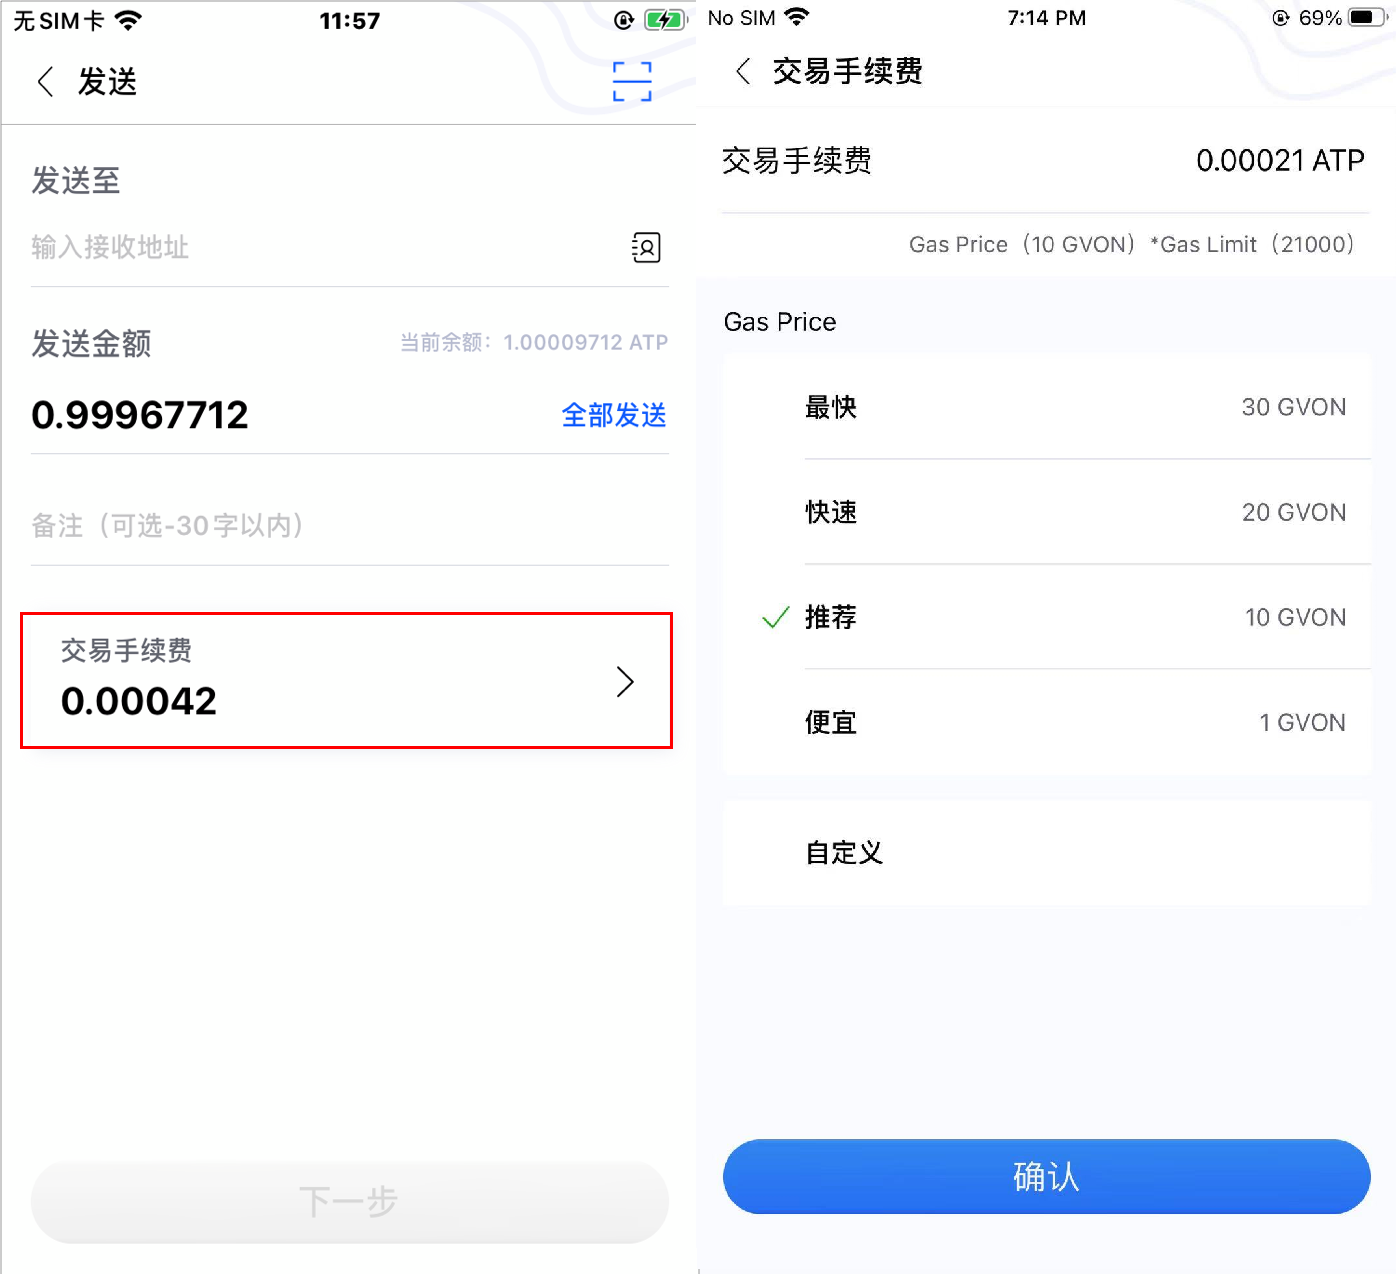 无SIM卡 11:57
发送
发送至
输入接收地址
发送金额 当前余额：1.00009712 ATP
0.99967712 全部发送
备注（可选-30字以内）
交易手续费
0.00042
下一步
No SIM 7:14 PM 69%
交易手续费
交易手续费 0.00021 ATP
Gas Price（10 GVON）*Gas Limit（21000）
Gas Price
最快 30 GVON
快速 20 GVON
推荐 10 GVON
便宜 1 GVON
自定义
确认